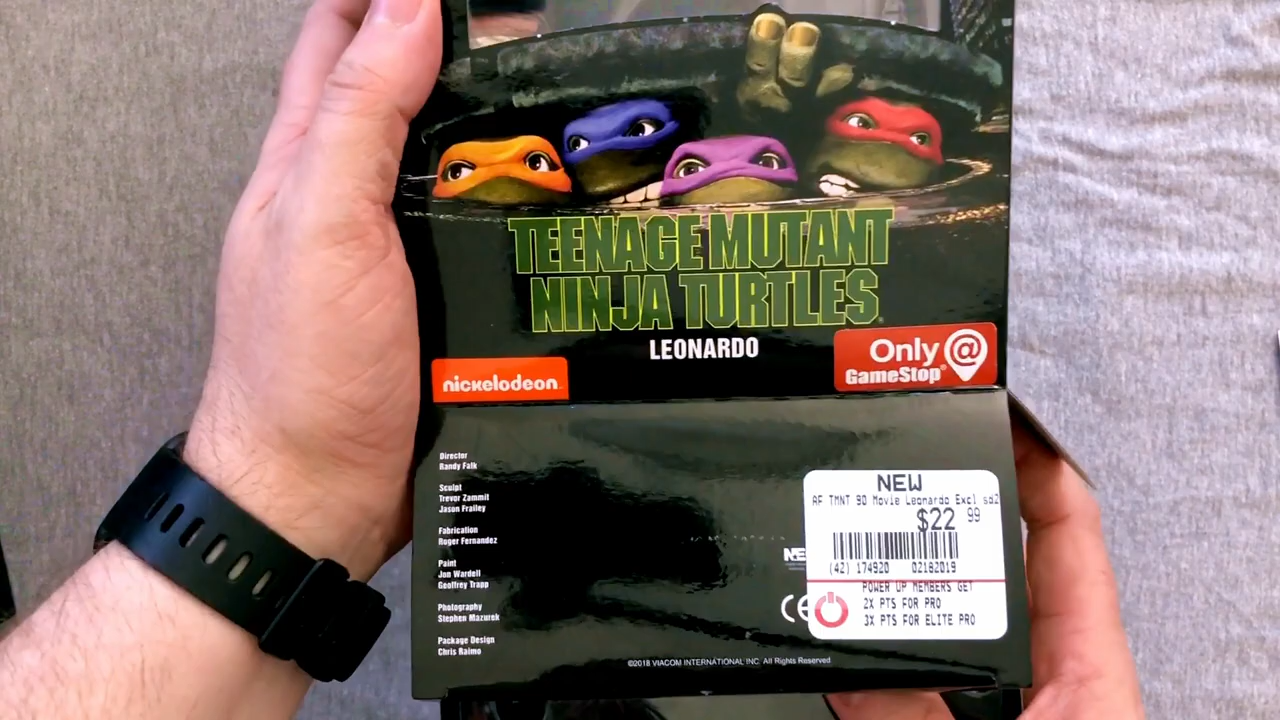 TEENAGE MUTANT
NINJA TURTLES
LEONARDO
nickelodeon
Only @
GameStop
Director
Randy Falk
Sculpt
Trevor Zammit
Jason Frailey
Fabrication
Roger Fernandez
Paint
Jon Wardell
Geoffrey Trapp
Photography
Stephen Mazurek
Package Design
Chris Raimo
NEW
AF TMNT 90 Movie Leonardo Excl sd2
$22 99
(42) 174920 02182019
POWER UP MEMBERS GET
2X PTS FOR PRO
3X PTS FOR ELITE PRO
NE
CE
©2018 VIACOM INTERNATIONAL INC. All Rights Reserved